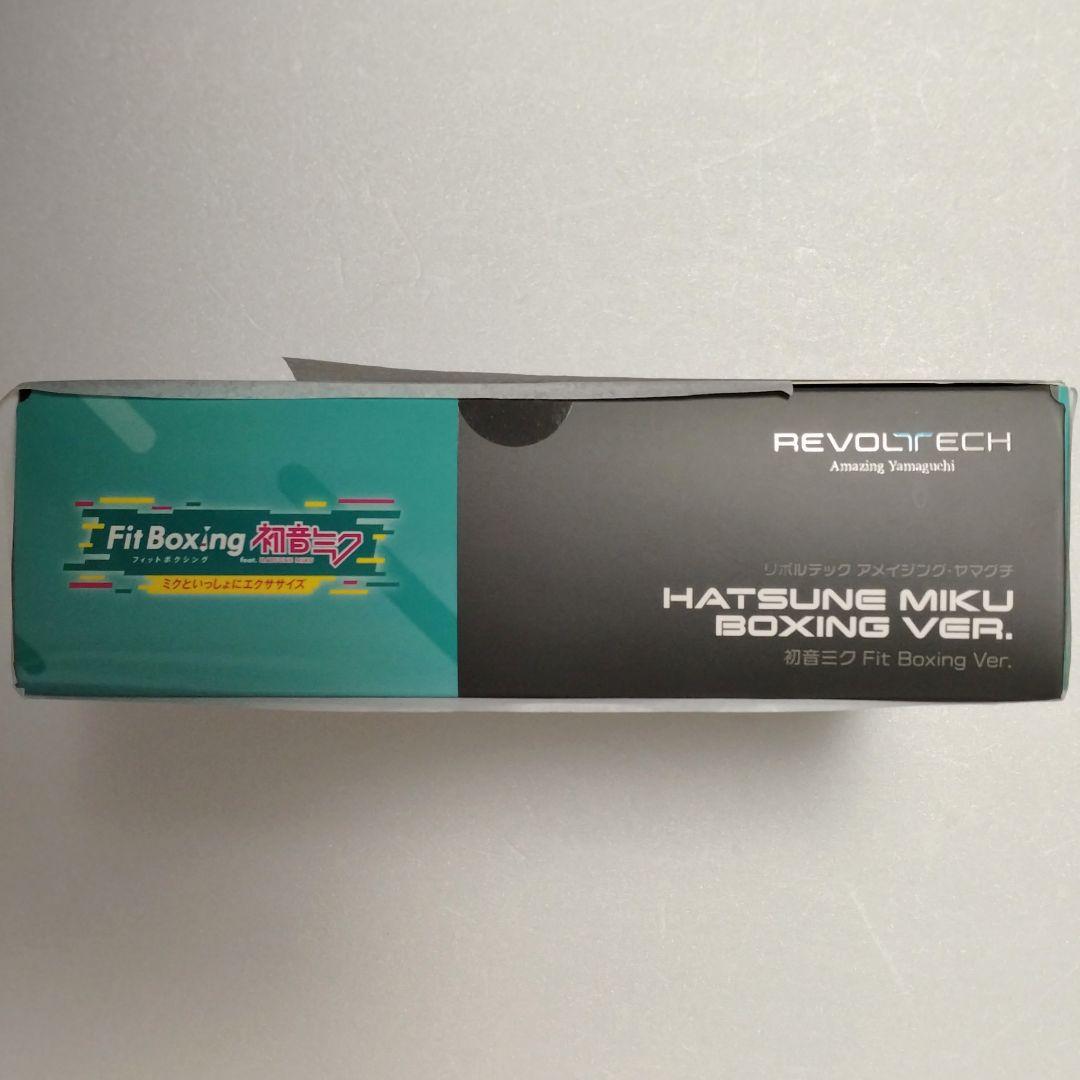 Fit Boxing 初音ミク
フィットボクシング feat. HATSUNE MIKU
ミクといっしょにエクササイズ
REVOLTECH
Amazing Yamaguchi
リボルテック アメイジング・ヤマグチ
HATSUNE MIKU
BOXING VER.
初音ミク Fit Boxing Ver.